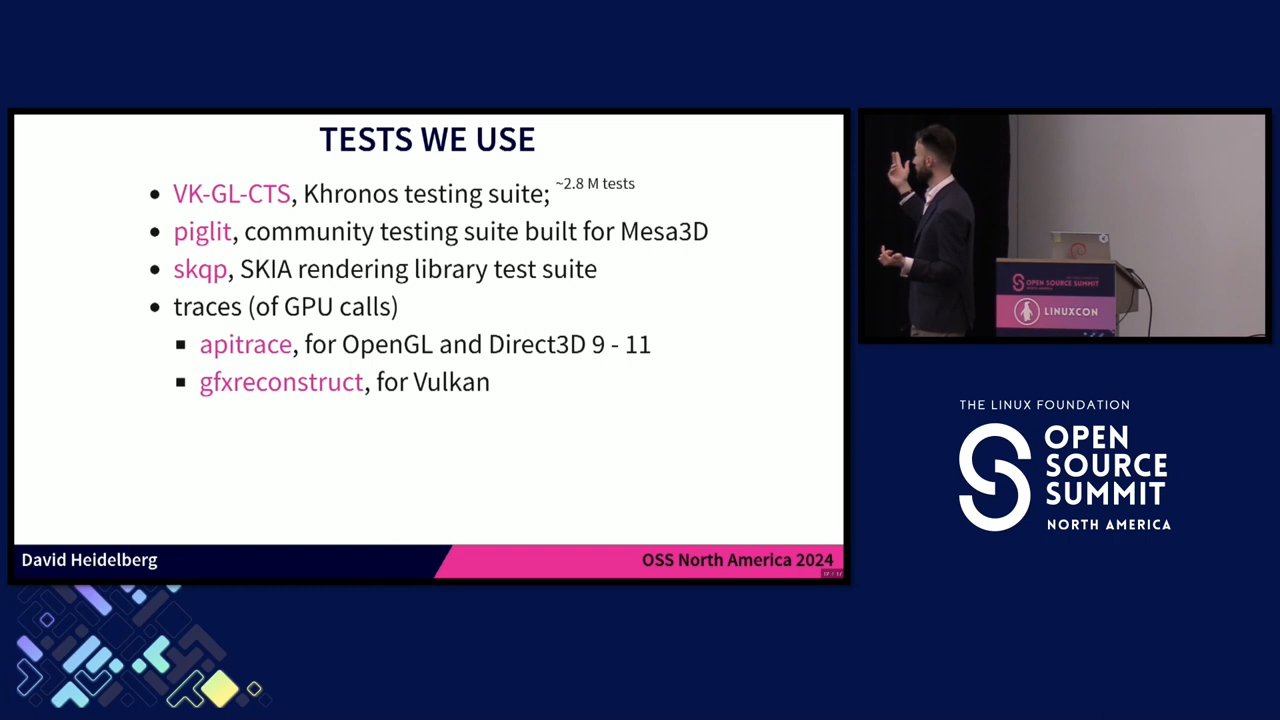 TESTS WE USE
• VK-GL-CTS, Khronos testing suite; ~2.8 M tests
• piglit, community testing suite built for Mesa3D
• skqp, SKIA rendering library test suite
• traces (of GPU calls)
▪ apitrace, for OpenGL and Direct3D 9 - 11
▪ gfxreconstruct, for Vulkan
David Heidelberg
OSS North America 2024
OPEN SOURCE SUMMIT
NORTH AMERICA
LINUXCON
THE LINUX FOUNDATION
OPEN
SOURCE
SUMMIT
NORTH AMERICA